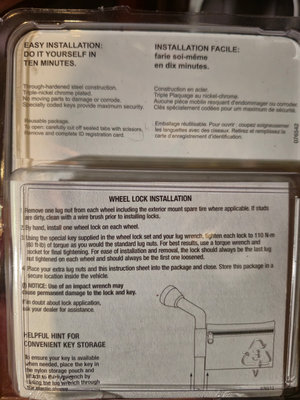 EASY INSTALLATION:
DO IT YOURSELF IN
TEN MINUTES.
Through-hardened steel construction.
Triple-nickel chrome plated.
No moving parts to damage or corrode.
Specially coded keys provide maximum security.
Reusable package.
To open: carefully cut off sealed tabs with scissors.
Remove and complete ID registration card.
INSTALLATION FACILE:
farie soi-même
en dix minutes.
Construction en acier.
Triple Plaquage au nickel-chrome.
Aucune pièce mobile risquant d'endommager ou corroder.
Clés spécialement codées pour um maximum de sécurité.
Emballage réutilisable. Pour ouvrir: coupez soigneusement
les languettes avec des ciseaux. Retirez et remplissez la
carte d'enregistrement d'identification.
WHEEL LOCK INSTALLATION
1. Remove one lug nut from each wheel including the exterior mount spare tire where applicable. If studs
are dirty, clean with a wire brush prior to installing locks.
2. By hand, install one wheel lock on each wheel.
3. Using the special key supplied in the wheel lock set and your lug wrench, tighten each lock to 110 N·m
(80 ft·lb) of torque as you would the standard lug nuts. For best results, use a torque wrench and
socket for final tightening. For ease of installation and removal, the lock should always be the last lug
nut tightened on each wheel and should always be the first one loosened.
4. Place your extra lug nuts and this instruction sheet into the package and close. Store this package in a
secure location inside the vehicle.
NOTICE: Use of an impact wrench may
cause permanent damage to the lock and key.
If in doubt about lock application,
ask your dealer for assistance.
HELPFUL HINT FOR
CONVENIENT KEY STORAGE
To ensure your key is available
when needed, place the key in
the nylon storage pouch and
wrench by
lug wrench through